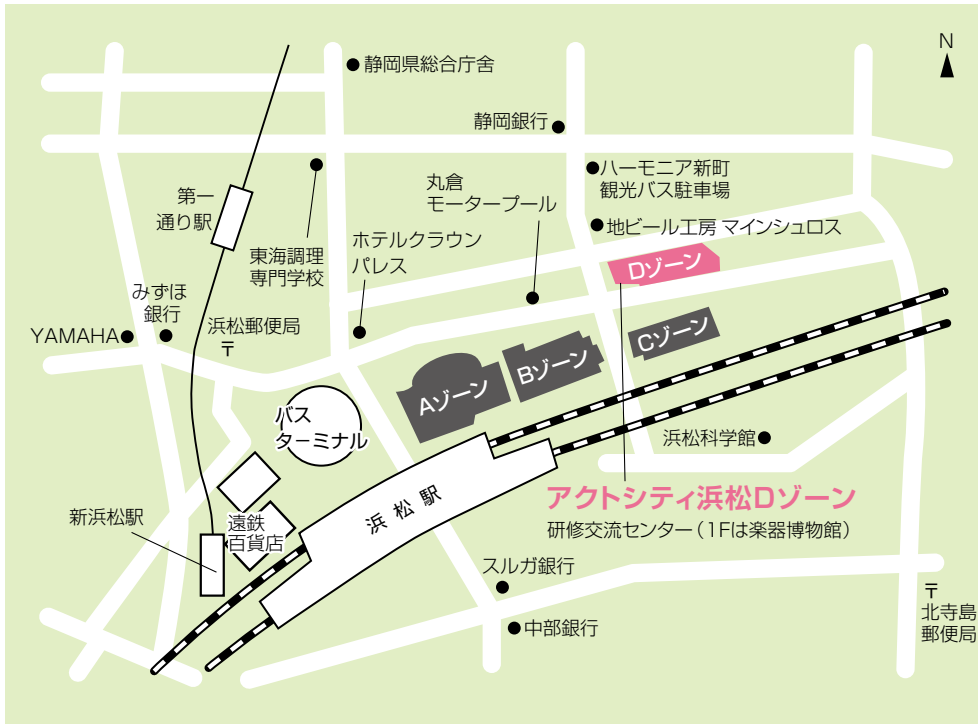 N
静岡県総合庁舎
静岡銀行
ハーモニア新町
観光バス駐車場
丸倉
モータープール
地ビール工房 マインシュロス
第一
通り駅
東海調理
専門学校
ホテルクラウン
パレス
Dゾーン
みずほ
銀行
YAMAHA
浜松郵便局
〒
Cゾーン
Bゾーン
Aゾーン
バス
ターミナル
浜松科学館
浜松駅
アクトシティ浜松Dゾーン
研修交流センター（1Fは楽器博物館）
新浜松駅
遠鉄
百貨店
スルガ銀行
中部銀行
〒
北寺島
郵便局